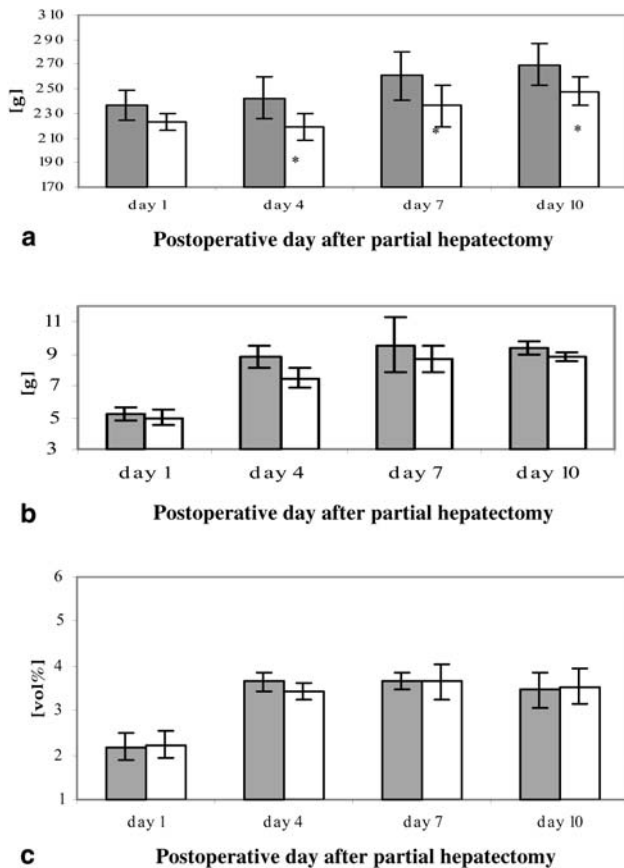 310
290
270
250
230
210
190
170
[g]
*
*
*
day 1 day 4 day 7 day 10
a Postoperative day after partial hepatectomy
11
9
7
5
3
[g]
day 1 day 4 day 7 day 10
b Postoperative day after partial hepatectomy
6
5
4
3
2
1
[vol%]
day 1 day 4 day 7 day 10
c Postoperative day after partial hepatectomy